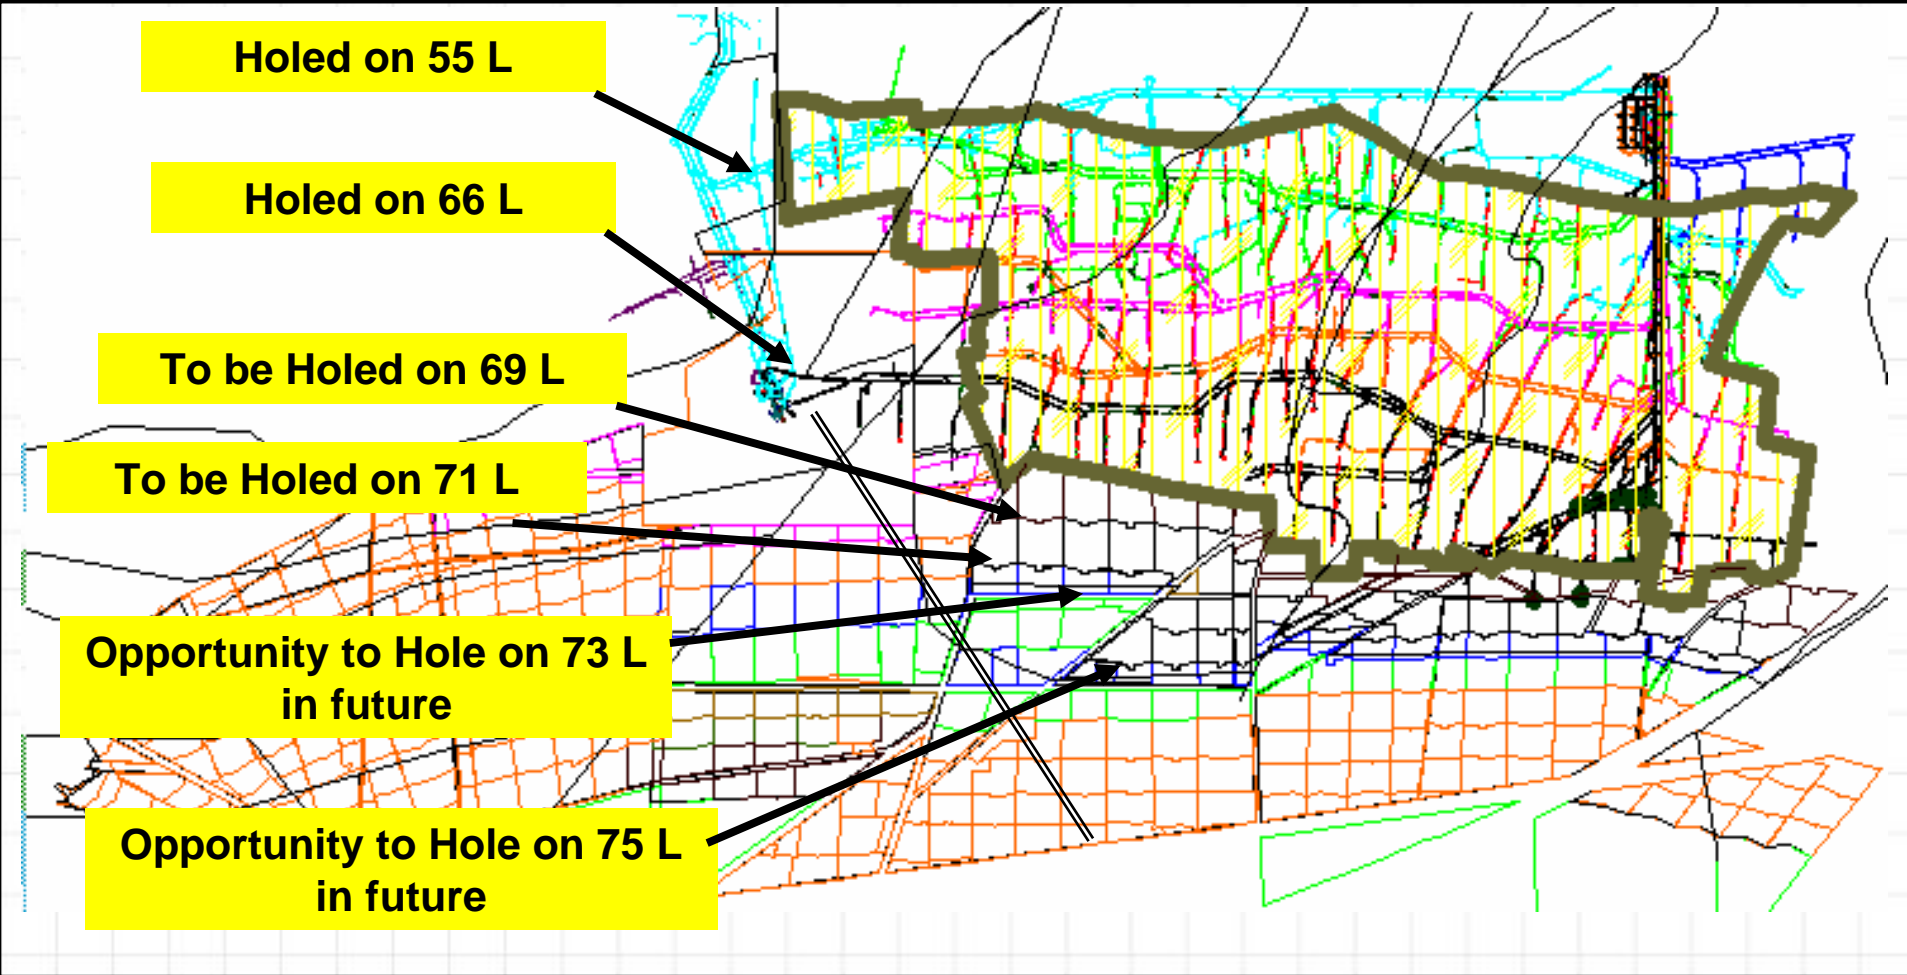 Holed on 55 L
Holed on 66 L
To be Holed on 69 L
To be Holed on 71 L
Opportunity to Hole on 73 L
in future
Opportunity to Hole on 75 L
in future